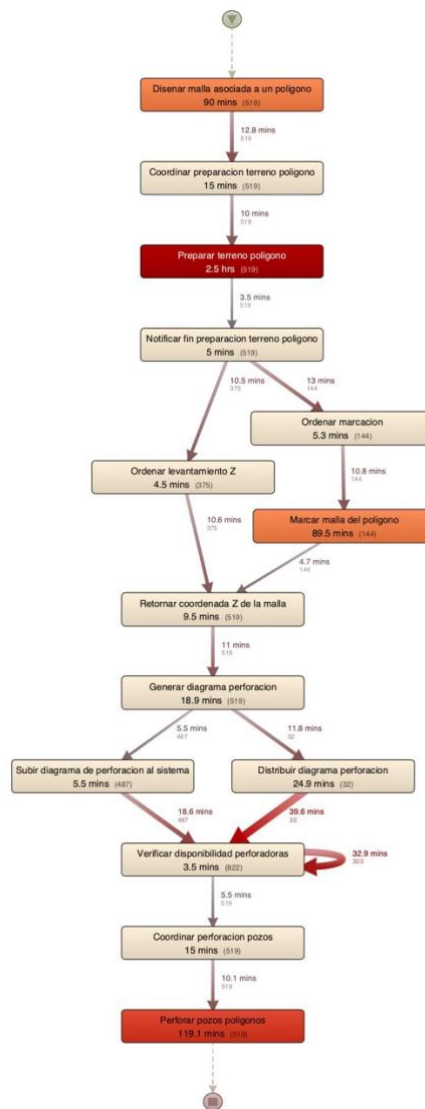 Disenar malla asociada a un poligono
90 mins (519)
12.8 mins
519
Coordinar preparacion terreno poligono
15 mins (519)
10 mins
519
Preparar terreno poligono
2.5 hrs (519)
3.5 mins
519
Notificar fin preparacion terreno poligono
5 mins (519)
10.5 mins
375
13 mins
144
Ordenar marcacion
5.3 mins (144)
Ordenar levantamiento Z
4.5 mins (375)
10.8 mins
144
10.6 mins
375
Marcar malla del poligono
89.5 mins (144)
4.7 mins
144
Retornar coordenada Z de la malla
9.5 mins (519)
11 mins
519
Generar diagrama perforacion
18.9 mins (519)
5.5 mins
487
11.8 mins
32
Subir diagrama de perforacion al sistema
5.5 mins (487)
Distribuir diagrama perforacion
24.9 mins (32)
18.6 mins
487
39.6 mins
32
Verificar disponibilidad perforadoras
3.5 mins (822)
32.9 mins
303
5.5 mins
519
Coordinar perforacion pozos
15 mins (519)
10.1 mins
519
Perforar pozos poligonos
119.1 mins (519)